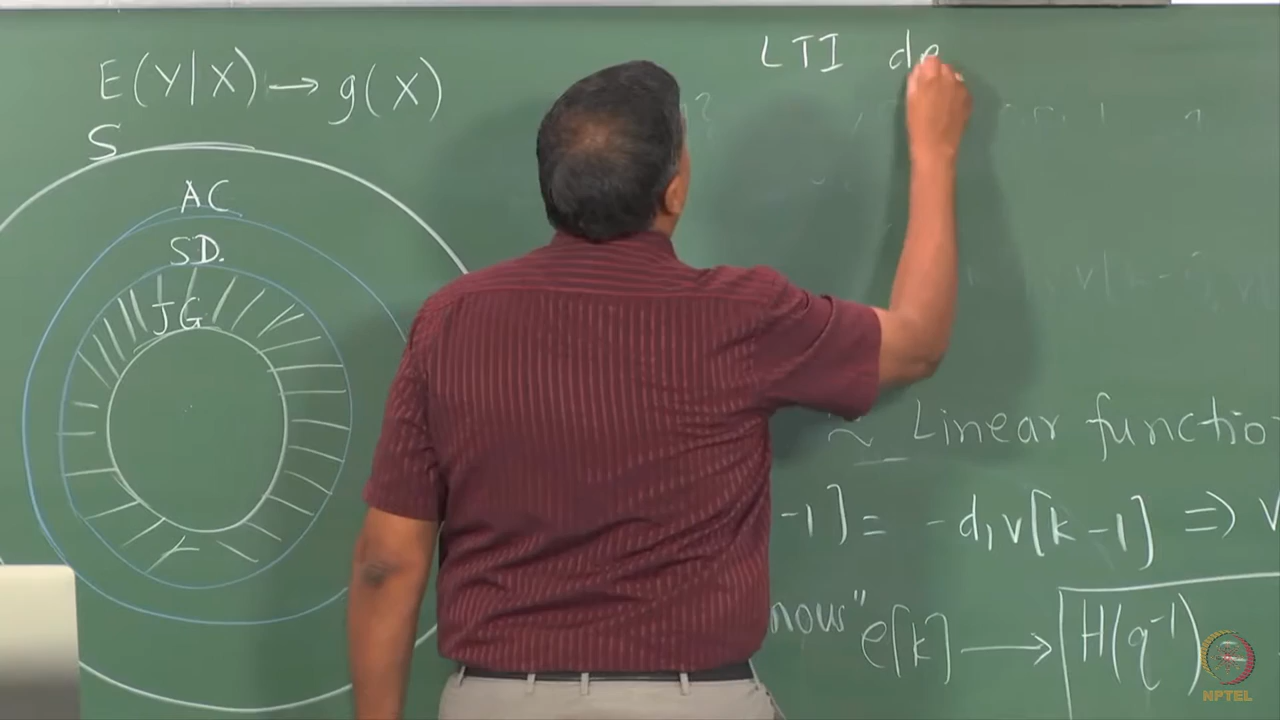 E(Y|X) → g(X)
S
AC
SD.
JG
LTI de
~ Linear functio
-1] = -d₁v[k-1] ⇒ V
now" e[k] → H(q⁻¹)
NPTEL